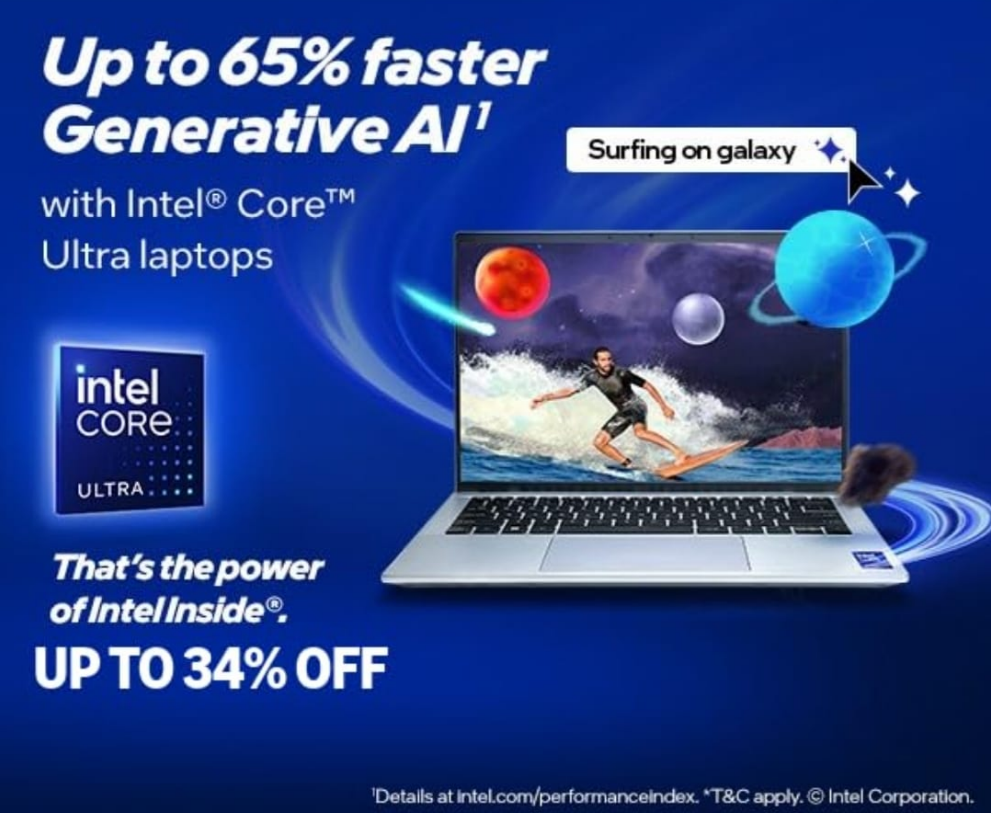 Up to 65% faster
Generative AI¹
with Intel® Core™
Ultra laptops
Surfing on galaxy
intel
CORE
ULTRA
That's the power
of Intel Inside®.
UP TO 34% OFF
¹Details at intel.com/performanceindex. *T&C apply. © Intel Corporation.